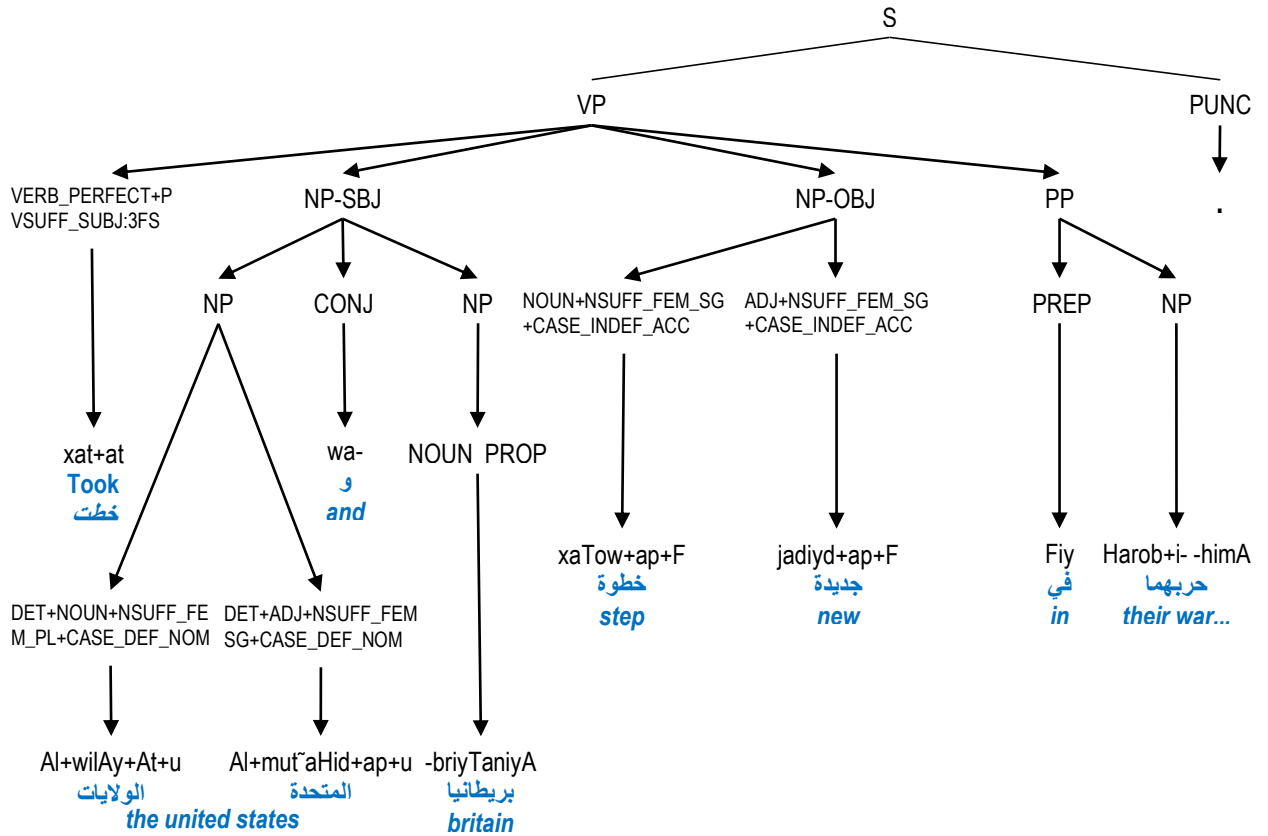 S
VP
PUNC
VERB_PERFECT+P
VSUFF_SUBJ:3FS
NP-SBJ
NP-OBJ
PP
.
NP
CONJ
NP
NOUN+NSUFF_FEM_SG
+CASE_INDEF_ACC
ADJ+NSUFF_FEM_SG
+CASE_INDEF_ACC
PREP
NP
xat+at
Took
خطت
wa-
و
and
NOUN PROP
xaTow+ap+F
خطوة
step
jadiyd+ap+F
جديدة
new
Fiy
في
in
Harob+i- -himA
حربهما
their war...
DET+NOUN+NSUFF_FE
M_PL+CASE_DEF_NOM
DET+ADJ+NSUFF_FEM
SG+CASE_DEF_NOM
Al+wilAy+At+u
الولايات
Al+mut˜aHid+ap+u
المتحدة
the united states
-briyTaniyA
بريطانيا
britain